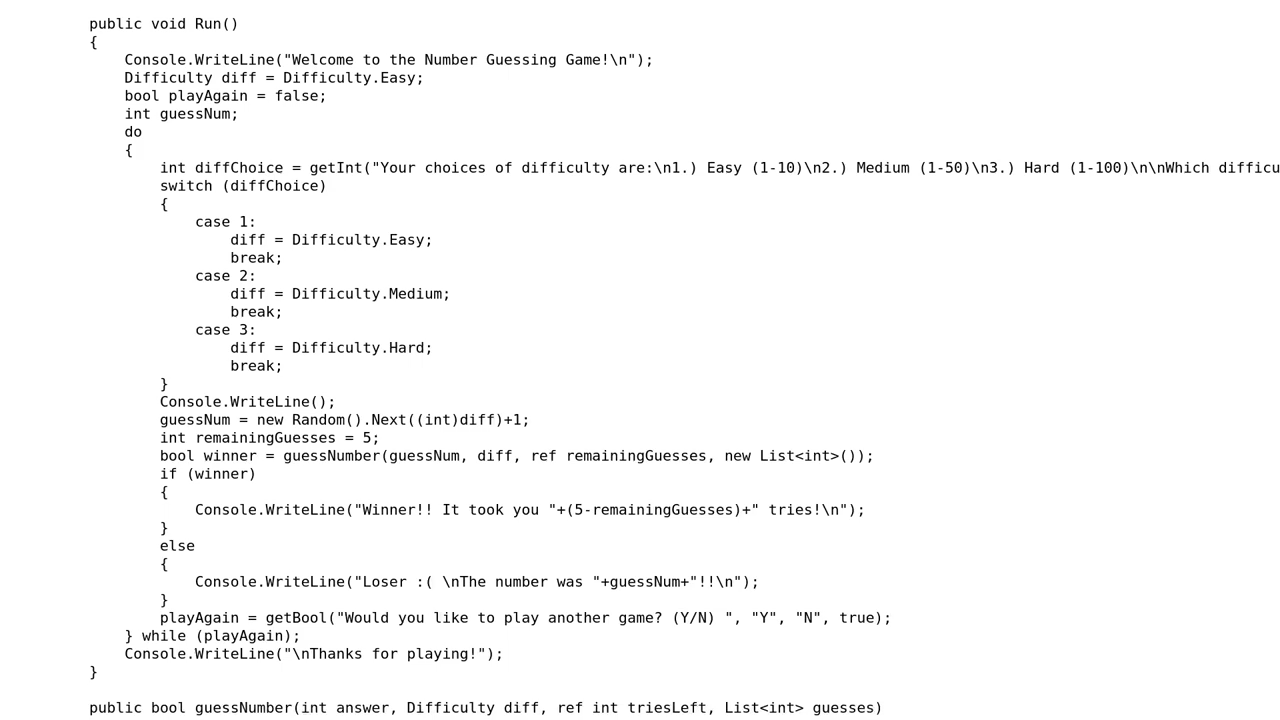 public void Run()
{
Console.WriteLine("Welcome to the Number Guessing Game!\n");
Difficulty diff = Difficulty.Easy;
bool playAgain = false;
int guessNum;
do
{
int diffChoice = getInt("Your choices of difficulty are:\n1.) Easy (1-10)\n2.) Medium (1-50)\n3.) Hard (1-100)\n\nWhich difficu
switch (diffChoice)
{
case 1:
diff = Difficulty.Easy;
break;
case 2:
diff = Difficulty.Medium;
break;
case 3:
diff = Difficulty.Hard;
break;
}
Console.WriteLine();
guessNum = new Random().Next((int)diff)+1;
int remainingGuesses = 5;
bool winner = guessNumber(guessNum, diff, ref remainingGuesses, new List<int>());
if (winner)
{
Console.WriteLine("Winner!! It took you "+(5-remainingGuesses)+" tries!\n");
}
else
{
Console.WriteLine("Loser :( \nThe number was "+guessNum+"!!\n");
}
playAgain = getBool("Would you like to play another game? (Y/N) ", "Y", "N", true);
} while (playAgain);
Console.WriteLine("\nThanks for playing!");
}
public bool guessNumber(int answer, Difficulty diff, ref int triesLeft, List<int> guesses)